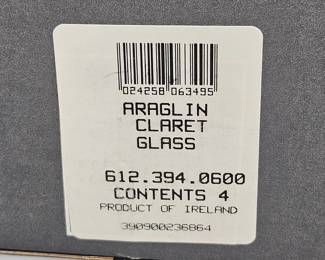 024258 063495
ARAGLIN
CLARET
GLASS
612.394.0600
CONTENTS 4
PRODUCT OF IRELAND
390900236864